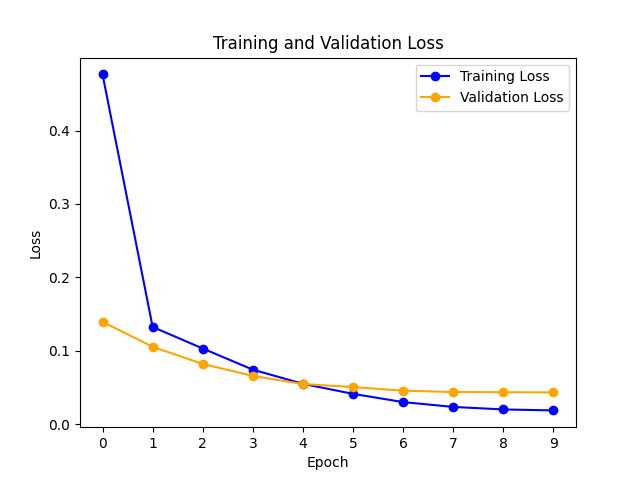 Training and Validation Loss
Training Loss
Validation Loss
Loss
0.4
0.3
0.2
0.1
0.0
0 1 2 3 4 5 6 7 8 9
Epoch